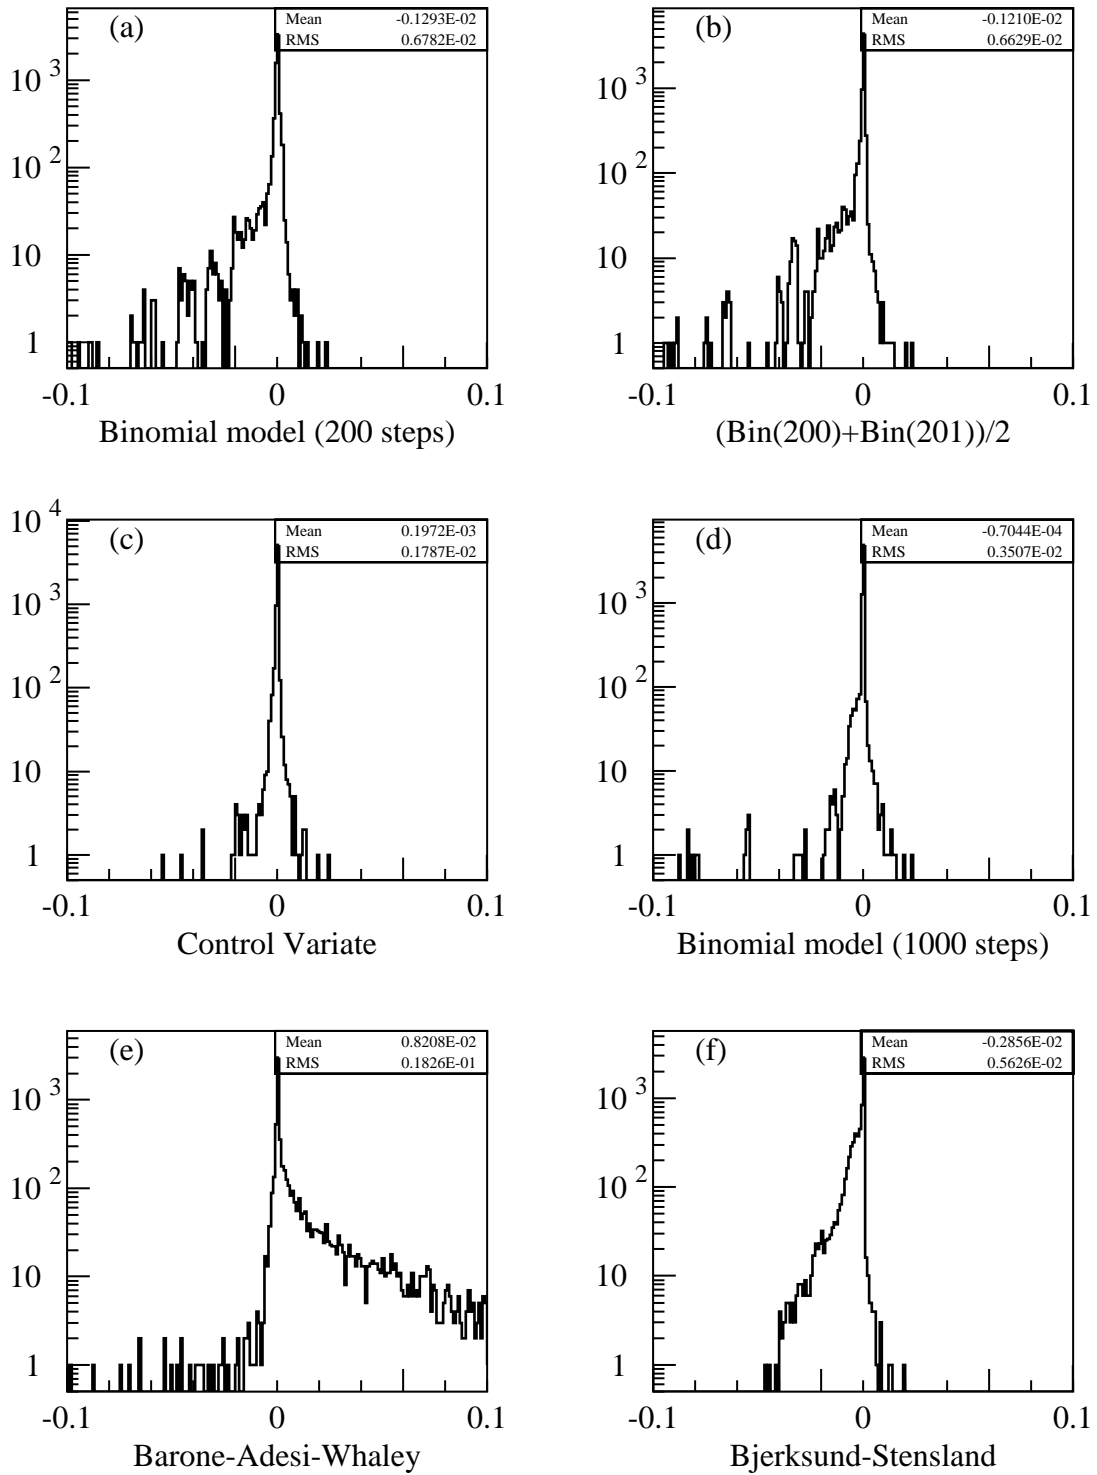 (a)
Mean -0.1293E-02
RMS 0.6782E-02
10 3
10 2
10
1
-0.1 0 0.1
Binomial model (200 steps)
(b)
Mean -0.1210E-02
RMS 0.6629E-02
10 3
10 2
10
1
-0.1 0 0.1
(Bin(200)+Bin(201))/2
(c)
Mean 0.1972E-03
RMS 0.1787E-02
10 4
10 3
10 2
10
1
-0.1 0 0.1
Control Variate
(d)
Mean -0.7044E-04
RMS 0.3507E-02
10 3
10 2
10
1
-0.1 0 0.1
Binomial model (1000 steps)
(e)
Mean 0.8208E-02
RMS 0.1826E-01
10 3
10 2
10
1
-0.1 0 0.1
Barone-Adesi-Whaley
(f)
Mean -0.2856E-02
RMS 0.5626E-02
10 3
10 2
10
1
-0.1 0 0.1
Bjerksund-Stensland